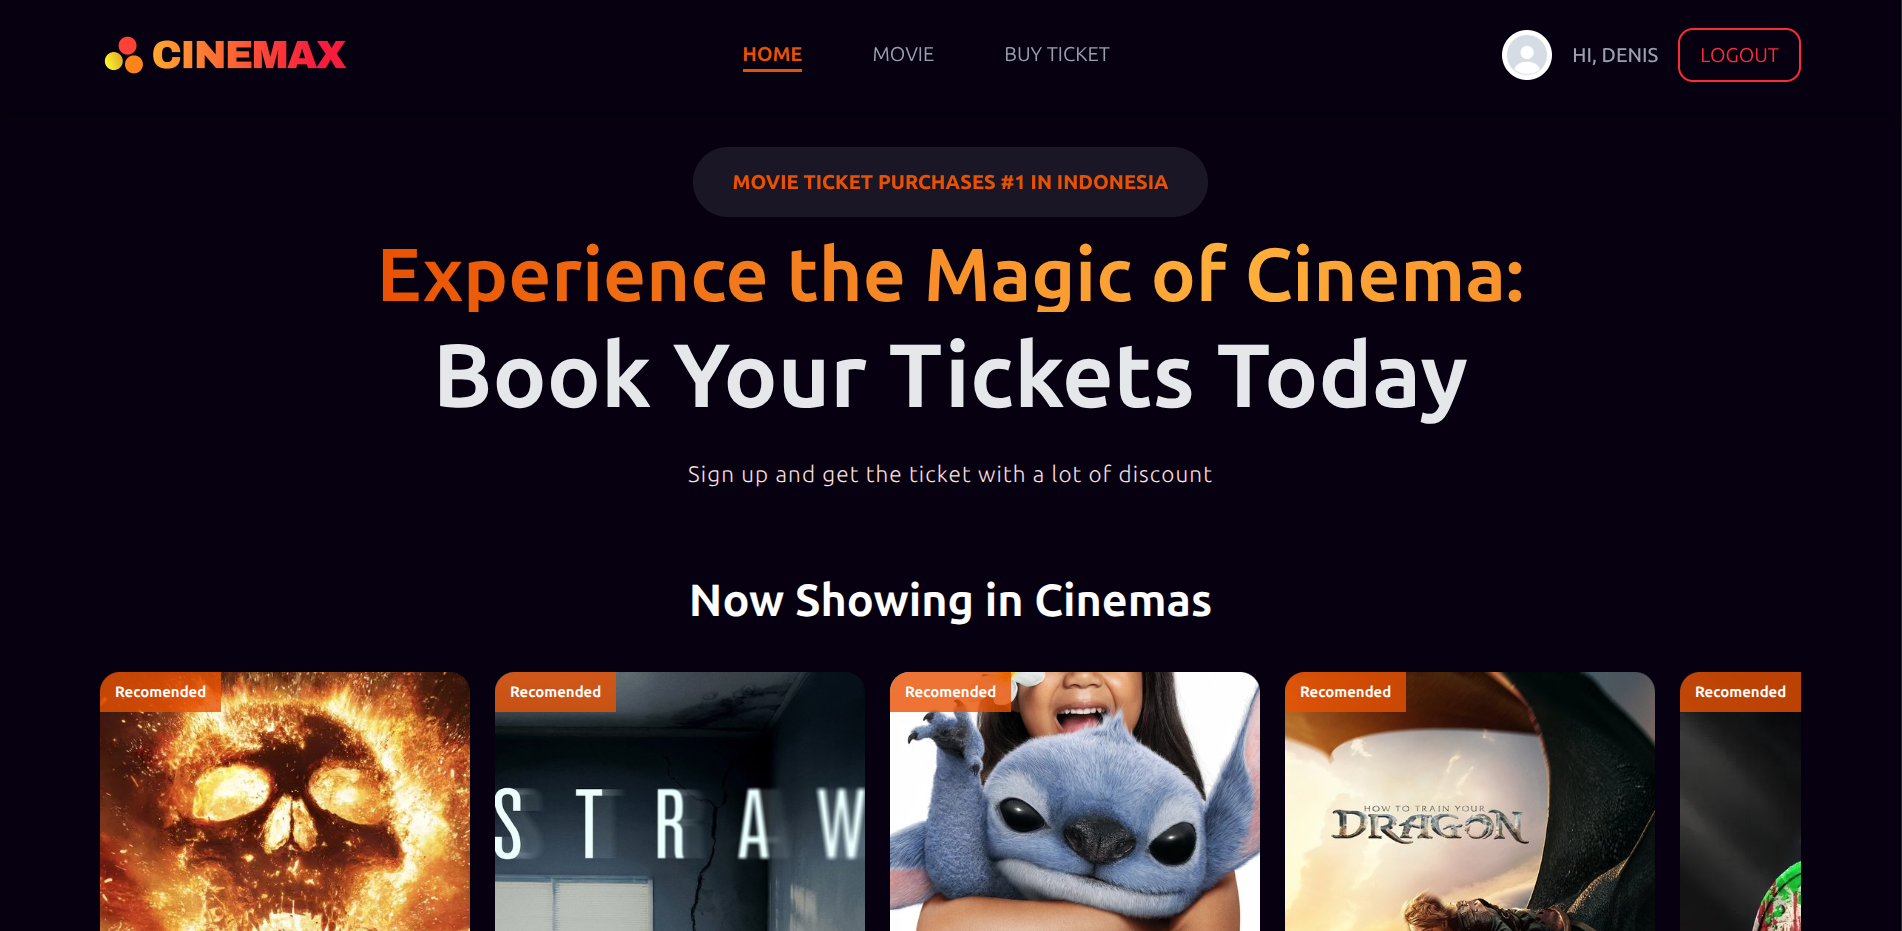 CINEMAX
HOME
MOVIE
BUY TICKET
HI, DENIS
LOGOUT
MOVIE TICKET PURCHASES #1 IN INDONESIA
Experience the Magic of Cinema:
Book Your Tickets Today
Sign up and get the ticket with a lot of discount
Now Showing in Cinemas
Recomended
Recomended
Recomended
Recomended
Recomended
STRAW
HOW TO TRAIN YOUR
DRAGON